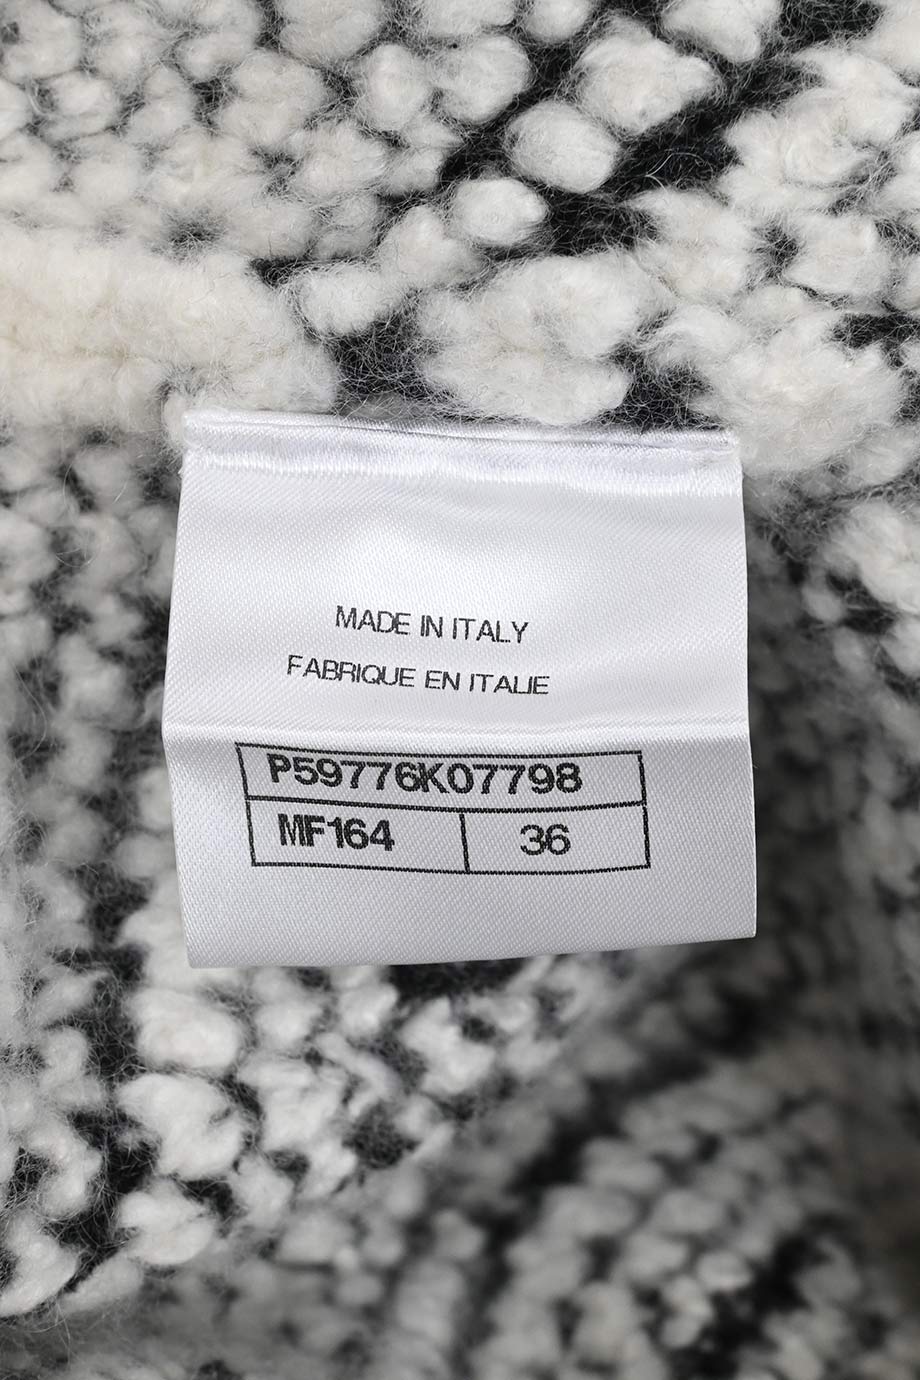 MADE IN ITALY
FABRIQUE EN ITALIE
P59776K07798
MF164 36